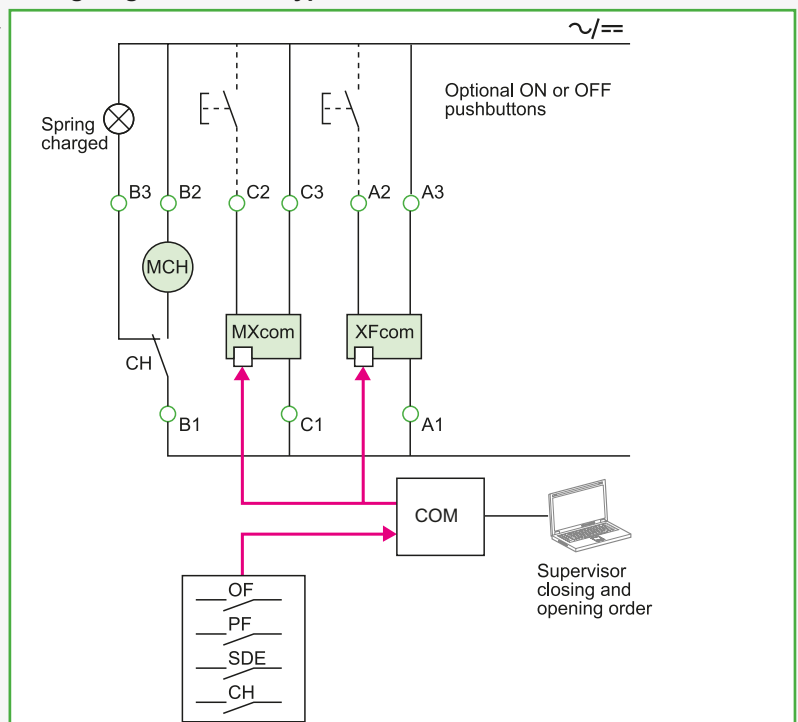 ~/==
Optional ON or OFF
pushbuttons
Spring
charged
B3 B2 C2 C3 A2 A3
MCH
MXcom XFcom
CH
B1 C1 A1
COM
Supervisor
closing and
opening order
OF
PF
SDE
CH